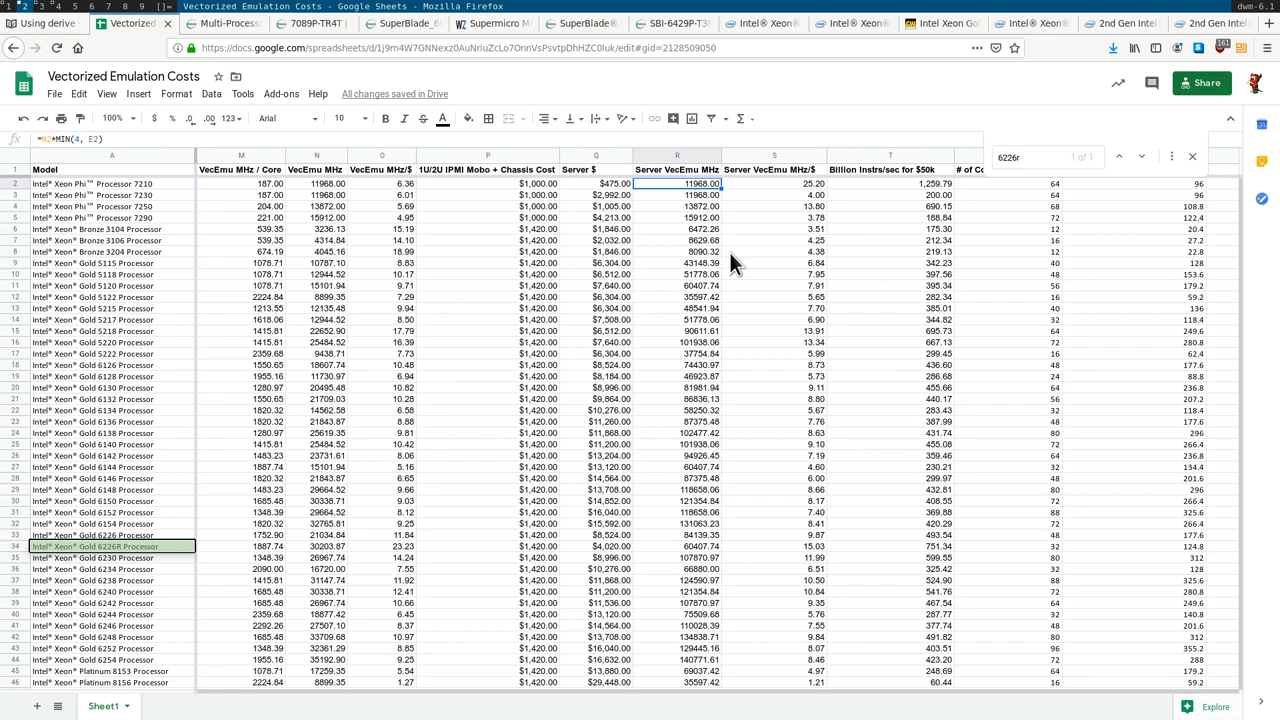 1 2 3 4 5 6 7 8 9 []= Vectorized Emulation Costs - Google Sheets - Mozilla Firefox dwm-6.1
Using derive Vectorized Multi-Process 7089P-TR4T SuperBlade_6 Supermicro M SuperBlade® SBI-6429P-T3 Intel® Xeon® Intel® Xeon® Intel Xeon Gol Intel® Xeon® 2nd Gen Intel 2nd Gen Intel
https://docs.google.com/spreadsheets/d/ 161
Vectorized Emulation Costs Share
File Edit View Insert Format Data Tools Add-ons Help All changes saved in Drive
100% $ % .0 .00 123 Arial 10 B I S A
fx =N2*MIN(4, E2)
6226r 1 of 1
A M N O P Q R S T
1 Model VecEmu MHz / Core VecEmu MHz VecEmu MHz/$ 1U/2U IPMI Mobo + Chassis Cost Server $ Server VecEmu MHz Server VecEmu MHz/$ Billion Instrs/sec for $50k # of Co
2 Intel® Xeon Phi™ Processor 7210 187.00 11968.00 6.36 $1,000.00 $475.00 11968.00 25.20 1,259.79 64 96
3 Intel® Xeon Phi™ Processor 7230 187.00 11968.00 6.01 $1,000.00 $2,992.00 11968.00 4.00 200.00 64 96
4 Intel® Xeon Phi™ Processor 7250 204.00 13872.00 5.69 $1,000.00 $1,005.00 13872.00 13.80 690.15 68 108.8
5 Intel® Xeon Phi™ Processor 7290 221.00 15912.00 4.95 $1,000.00 $4,213.00 15912.00 3.78 188.84 72 122.4
6 Intel® Xeon® Bronze 3104 Processor 539.35 3236.13 15.19 $1,420.00 $1,846.00 6472.26 3.51 175.30 12 20.4
7 Intel® Xeon® Bronze 3106 Processor 539.35 4314.84 14.10 $1,420.00 $2,032.00 8629.68 4.25 212.34 16 27.2
8 Intel® Xeon® Bronze 3204 Processor 674.19 4045.16 18.99 $1,420.00 $1,846.00 8090.32 4.38 219.13 12 22.8
9 Intel® Xeon® Gold 5115 Processor 1078.71 10787.10 8.83 $1,420.00 $6,304.00 43148.39 6.84 342.23 40 128
10 Intel® Xeon® Gold 5118 Processor 1078.71 12944.52 10.17 $1,420.00 $6,512.00 51778.06 7.95 397.56 48 153.6
11 Intel® Xeon® Gold 5120 Processor 1078.71 15101.94 9.71 $1,420.00 $7,640.00 60407.74 7.91 395.34 56 179.2
12 Intel® Xeon® Gold 5122 Processor 2224.84 8899.35 7.29 $1,420.00 $6,304.00 35597.42 5.65 282.34 16 59.2
13 Intel® Xeon® Gold 5215 Processor 1213.55 12135.48 9.94 $1,420.00 $6,304.00 48541.94 7.70 385.01 40 136
14 Intel® Xeon® Gold 5217 Processor 1618.06 12944.52 8.50 $1,420.00 $7,508.00 51778.06 6.90 344.82 32 118.4
15 Intel® Xeon® Gold 5218 Processor 1415.81 22652.90 17.79 $1,420.00 $6,512.00 90611.61 13.91 695.73 64 249.6
16 Intel® Xeon® Gold 5220 Processor 1415.81 25484.52 16.39 $1,420.00 $7,640.00 101938.06 13.34 667.13 72 280.8
17 Intel® Xeon® Gold 5222 Processor 2359.68 9438.71 7.73 $1,420.00 $6,304.00 37754.84 5.99 299.45 16 62.4
18 Intel® Xeon® Gold 6126 Processor 1550.65 18607.74 10.48 $1,420.00 $8,524.00 74430.97 8.73 436.60 48 177.6
19 Intel® Xeon® Gold 6128 Processor 1955.16 11730.97 6.94 $1,420.00 $8,184.00 46923.87 5.73 286.68 24 88.8
20 Intel® Xeon® Gold 6130 Processor 1280.97 20495.48 10.82 $1,420.00 $8,996.00 81981.94 9.11 455.66 64 236.8
21 Intel® Xeon® Gold 6132 Processor 1550.65 21709.03 10.28 $1,420.00 $9,864.00 86836.13 8.80 440.17 56 207.2
22 Intel® Xeon® Gold 6134 Processor 1820.32 14562.58 6.58 $1,420.00 $10,276.00 58250.32 5.67 283.43 32 118.4
23 Intel® Xeon® Gold 6136 Processor 1820.32 21843.87 8.88 $1,420.00 $11,260.00 87375.48 7.76 387.99 48 177.6
24 Intel® Xeon® Gold 6138 Processor 1280.97 25619.35 9.81 $1,420.00 $11,868.00 102477.42 8.63 431.74 80 296
25 Intel® Xeon® Gold 6140 Processor 1415.81 25484.52 10.42 $1,420.00 $11,200.00 101938.06 9.10 455.08 72 266.4
26 Intel® Xeon® Gold 6142 Processor 1483.23 23731.61 8.06 $1,420.00 $13,204.00 94926.45 7.19 359.46 64 236.8
27 Intel® Xeon® Gold 6144 Processor 1887.74 15101.94 5.16 $1,420.00 $13,120.00 60407.74 4.60 230.21 32 134.4
28 Intel® Xeon® Gold 6146 Processor 1820.32 21843.87 6.65 $1,420.00 $14,564.00 87375.48 6.00 299.97 48 177.6
29 Intel® Xeon® Gold 6148 Processor 1483.23 29664.52 9.66 $1,420.00 $13,708.00 118658.06 8.66 432.81 80 296
30 Intel® Xeon® Gold 6150 Processor 1685.48 30338.71 9.03 $1,420.00 $14,852.00 121354.84 8.17 408.55 72 266.4
31 Intel® Xeon® Gold 6152 Processor 1348.39 29664.52 8.12 $1,420.00 $16,040.00 118658.06 7.40 369.88 88 325.6
32 Intel® Xeon® Gold 6154 Processor 1820.32 32765.81 9.25 $1,420.00 $15,592.00 131063.23 8.41 420.29 72 266.4
33 Intel® Xeon® Gold 6226 Processor 1752.90 21034.84 11.84 $1,420.00 $8,524.00 84139.35 9.87 493.54 48 177.6
34 Intel® Xeon® Gold 6226R Processor 1887.74 30203.87 23.23 $1,420.00 $4,020.00 60407.74 15.03 751.34 32 124.8
35 Intel® Xeon® Gold 6230 Processor 1348.39 26967.74 14.24 $1,420.00 $8,996.00 107870.97 11.99 599.55 80 312
36 Intel® Xeon® Gold 6234 Processor 2090.00 16720.00 7.55 $1,420.00 $10,276.00 66880.00 6.51 325.42 32 128
37 Intel® Xeon® Gold 6238 Processor 1415.81 31147.74 11.92 $1,420.00 $11,868.00 124590.97 10.50 524.90 88 325.6
38 Intel® Xeon® Gold 6240 Processor 1685.48 30338.71 12.41 $1,420.00 $11,200.00 121354.84 10.84 541.76 72 280.8
39 Intel® Xeon® Gold 6242 Processor 1685.48 26967.74 10.66 $1,420.00 $11,536.00 107870.97 9.35 467.54 64 249.6
40 Intel® Xeon® Gold 6244 Processor 2359.68 18877.42 6.45 $1,420.00 $13,120.00 75509.68 5.76 287.77 32 140.8
41 Intel® Xeon® Gold 6246 Processor 2292.26 27507.10 8.37 $1,420.00 $14,564.00 110028.39 7.55 377.74 48 201.6
42 Intel® Xeon® Gold 6248 Processor 1685.48 33709.68 10.97 $1,420.00 $13,708.00 134838.71 9.84 491.82 80 312
43 Intel® Xeon® Gold 6252 Processor 1348.39 32361.29 8.85 $1,420.00 $16,040.00 129445.16 8.07 403.51 96 355.2
44 Intel® Xeon® Gold 6254 Processor 1955.16 35192.90 9.25 $1,420.00 $16,632.00 140771.61 8.46 423.20 72 288
45 Intel® Xeon® Platinum 8153 Processor 1078.71 17259.35 5.54 $1,420.00 $13,880.00 69037.42 4.97 248.69 64 179.2
46 Intel® Xeon® Platinum 8156 Processor 2224.84 8899.35 1.27 $1,420.00 $29,448.00 35597.42 1.21 60.44 16 59.2
Sheet1 Explore